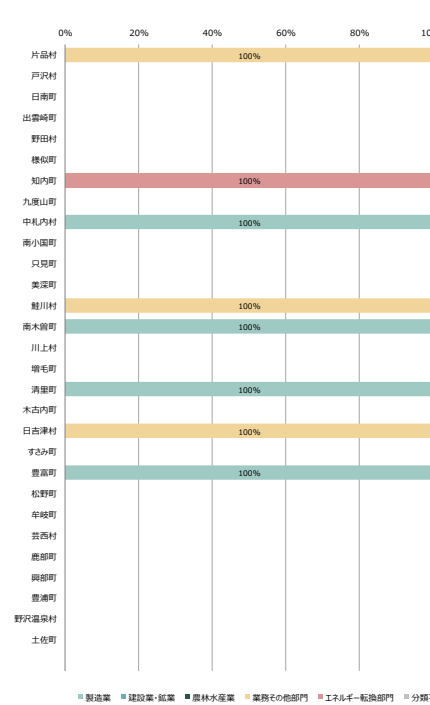 0% 20% 40% 60% 80% 10
片品村 100%
戸沢村
日南町
出雲崎町
野田村
様似町
知内町 100%
九度山町
中札内村 100%
南小国町
只見町
美深町
鮭川村 100%
南木曽町 100%
川上村
増毛町
清里町 100%
木古内町
日吉津村 100%
すさみ町
豊富町 100%
松野町
牟岐町
芸西村
鹿部町
興部町
豊浦町
野沢温泉村
土佐町
製造業 建設業・鉱業 農林水産業 業務その他部門 エネルギー転換部門 分類